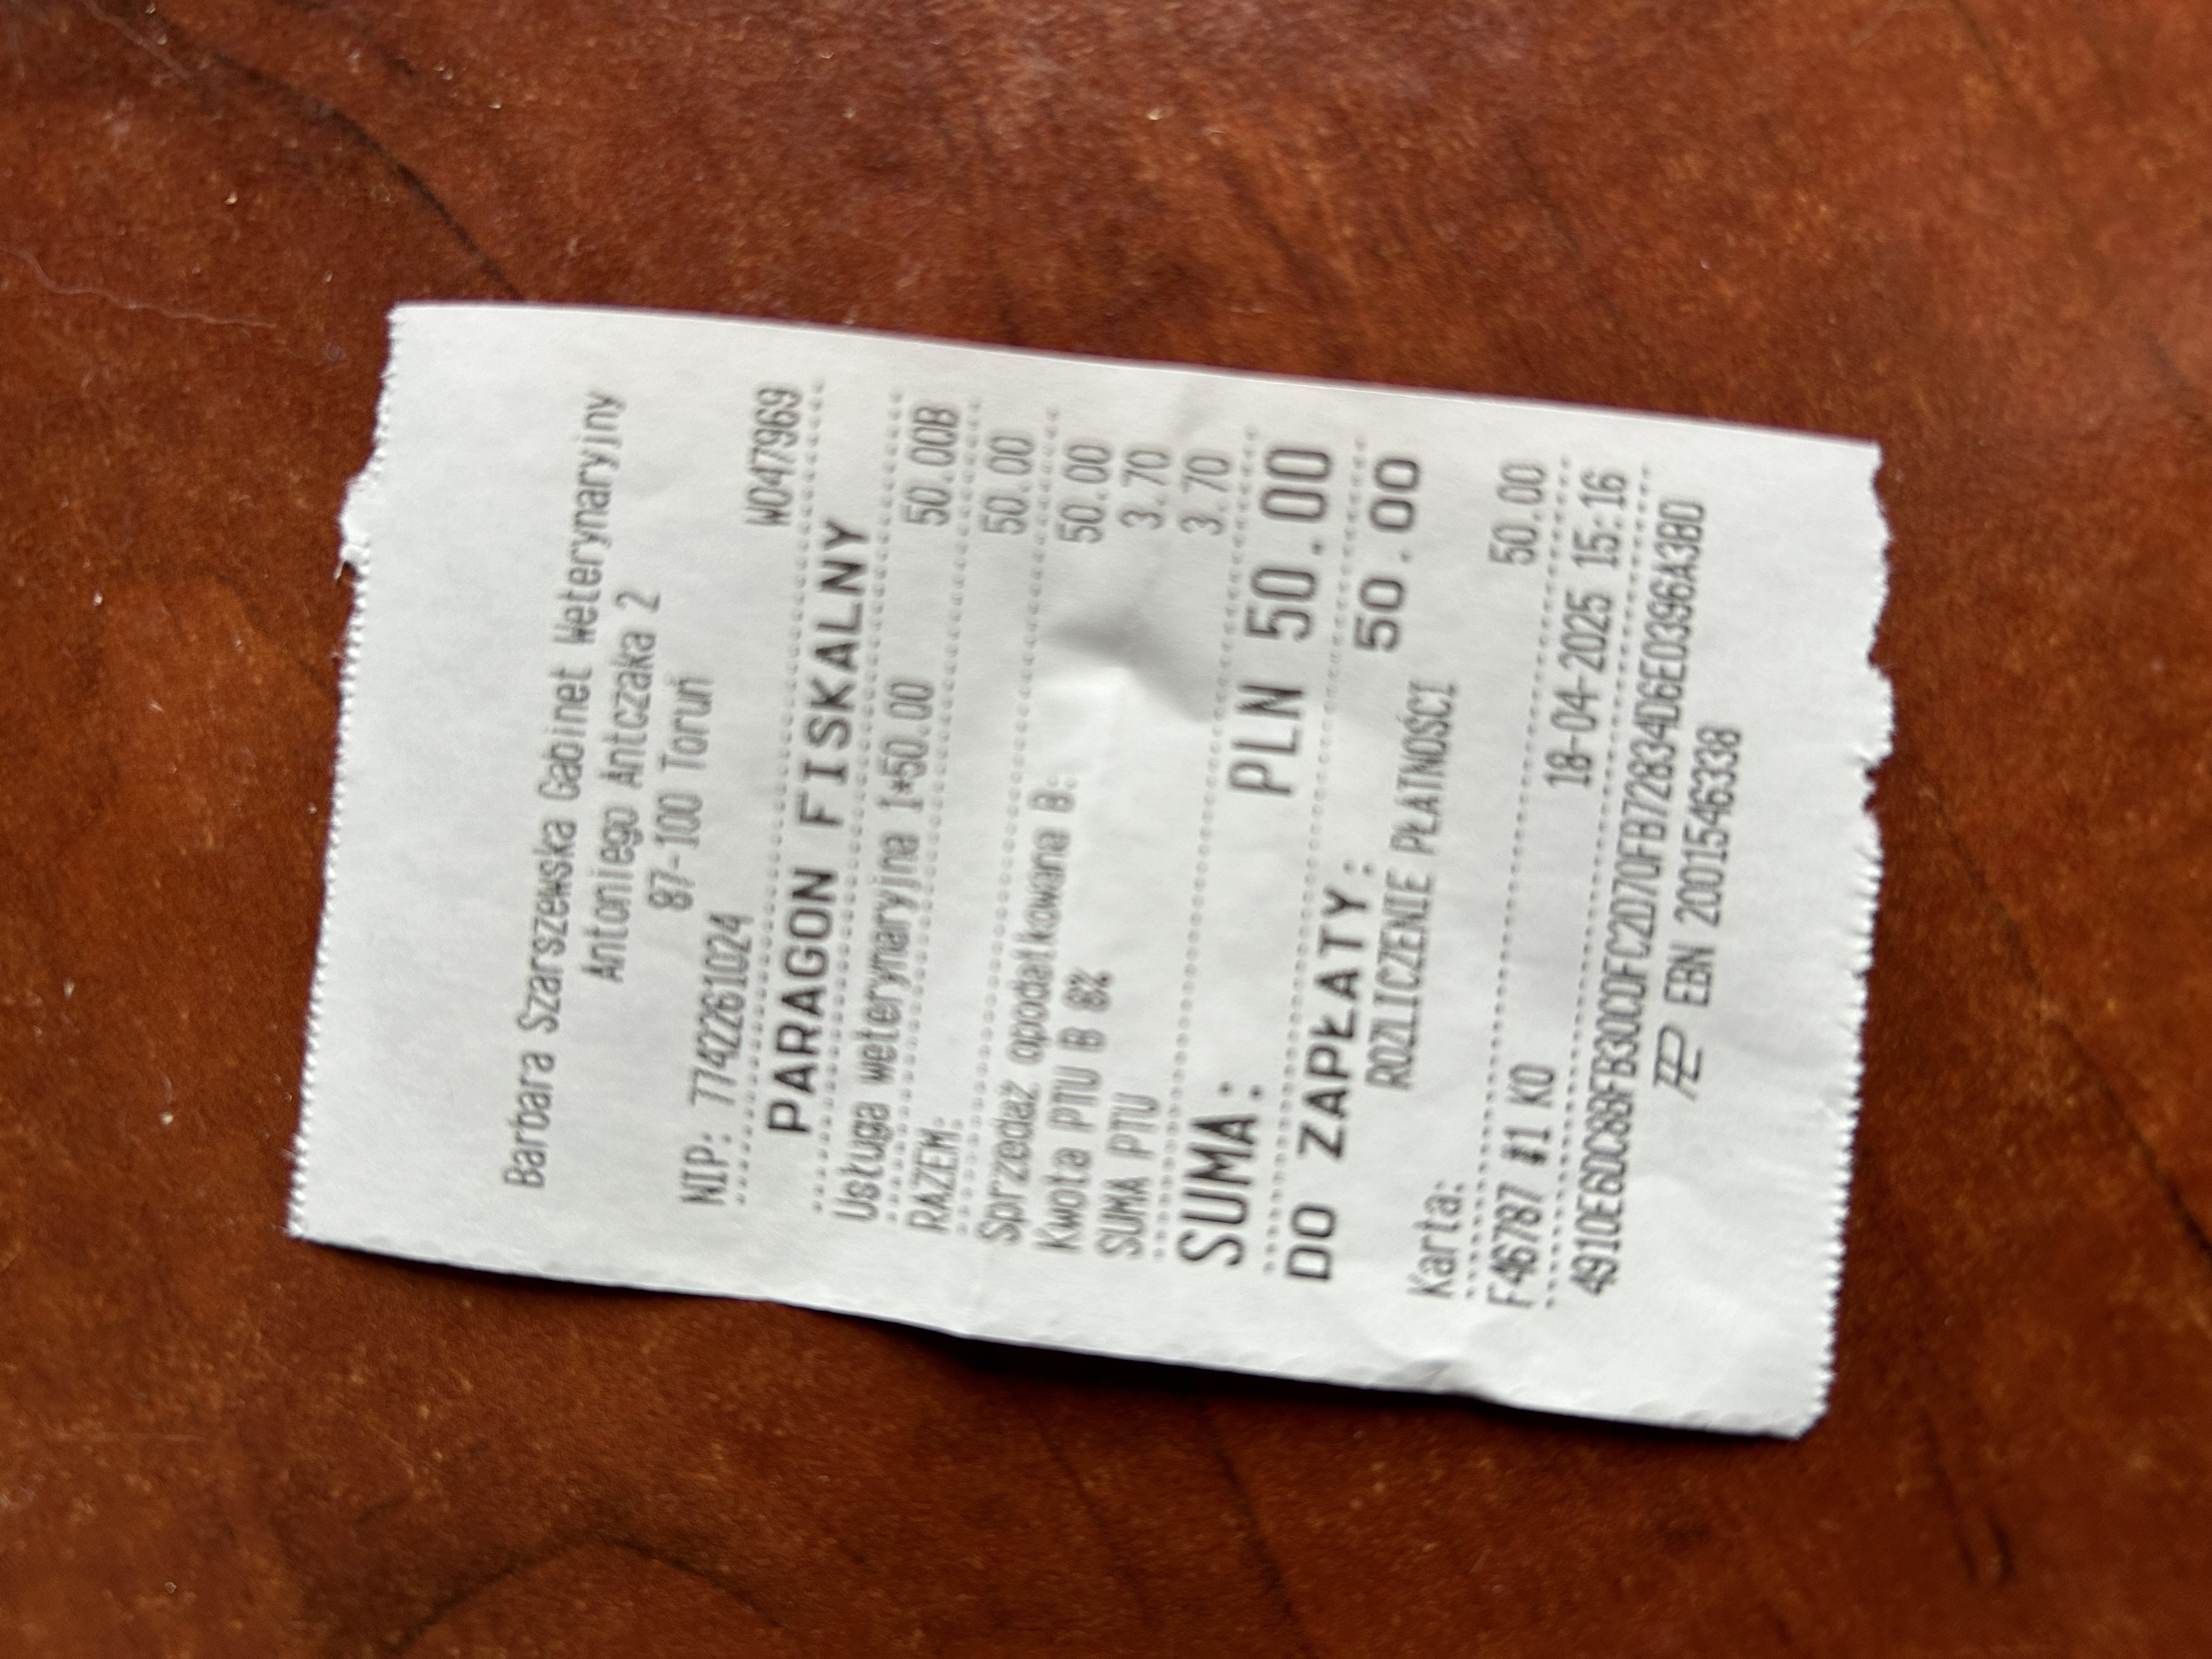 Barbara Szarszewska Gabinet Weterynaryjny
Antoniego Antczaka 2
87-100 Toruń
NIP: 7742261024 W047969
PARAGON FISKALNY
Usługa weterynaryjna 1*50.00 50.00B
RAZEM: 50.00
Sprzedaż opodatkowana B: 50.00
Kwota PTU B 8% 3.70
SUMA PTU 3.70
SUMA: PLN 50.00
DO ZAPŁATY: 50.00
ROZLICZENIE PŁATNOŚCI
Karta: 50.00
F46787 #1 KO 18-04-2025 15:16
EBN 2001546338